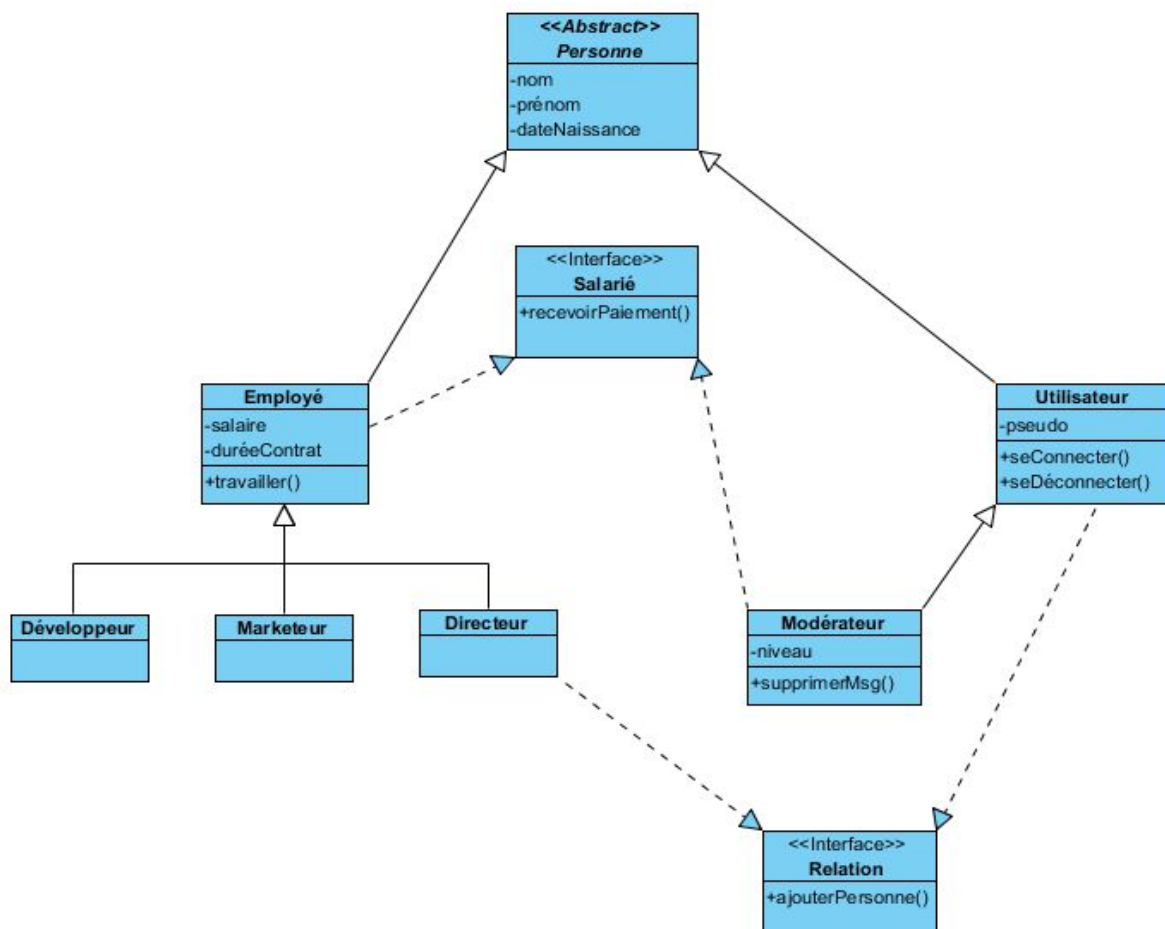 <<Abstract>>
Personne
-nom
-prénom
-dateNaissance
<<Interface>>
Salarié
+recevoirPaiement()
Employé
-salaire
-duréeContrat
+travailler()
Utilisateur
-pseudo
+seConnecter()
+seDéconnecter()
Développeur
Marketeur
Directeur
Modérateur
-niveau
+supprimerMsg()
<<Interface>>
Relation
+ajouterPersonne()